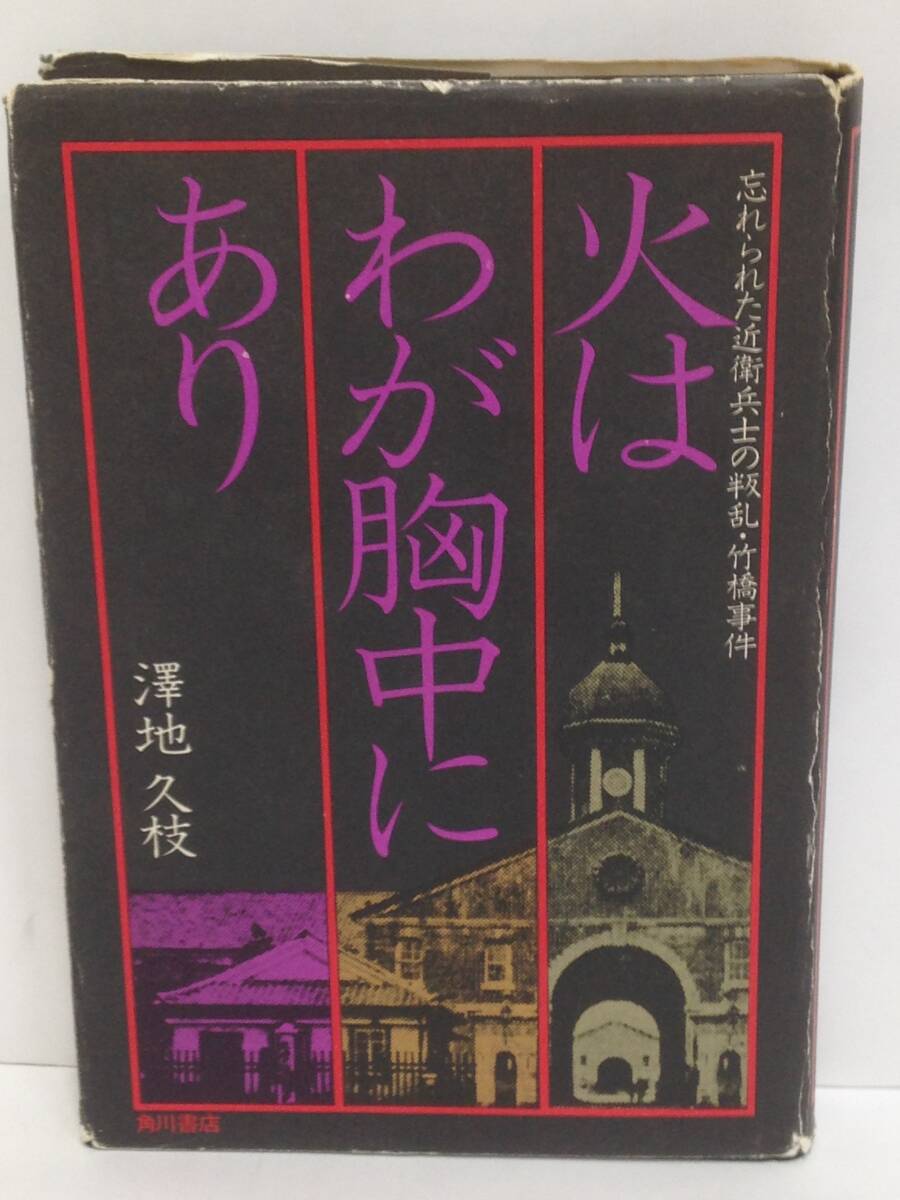 忘れられた近衛兵士の叛乱・竹橋事件
火は
わが胸中に
あり
澤地久枝
角川書店